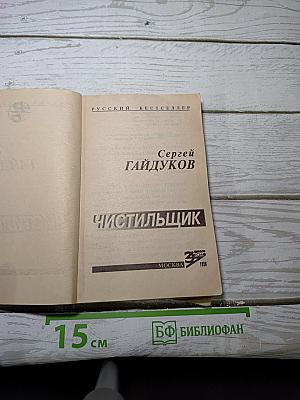 РУССКИЙ БЕСТСЕЛЛЕР
Сергей
ГАЙДУКОВ
ЧИСТИЛЬЩИК
МОСКВА
15 см
БФ БИБЛИОФАН